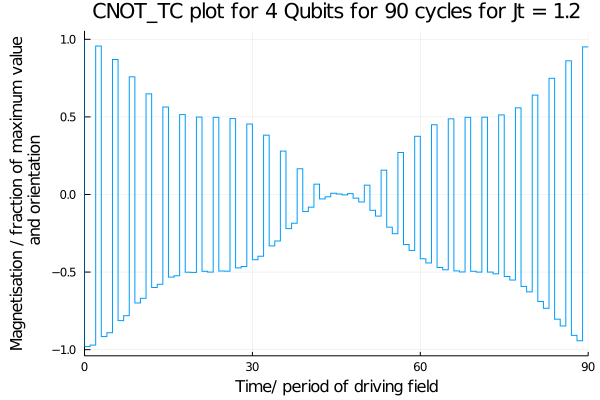 CNOT_TC plot for 4 Qubits for 90 cycles for Jt = 1.2
Magnetisation / fraction of maximum value
and orientation
1.0
0.5
0.0
−0.5
−1.0
0
30
60
90
Time/ period of driving field